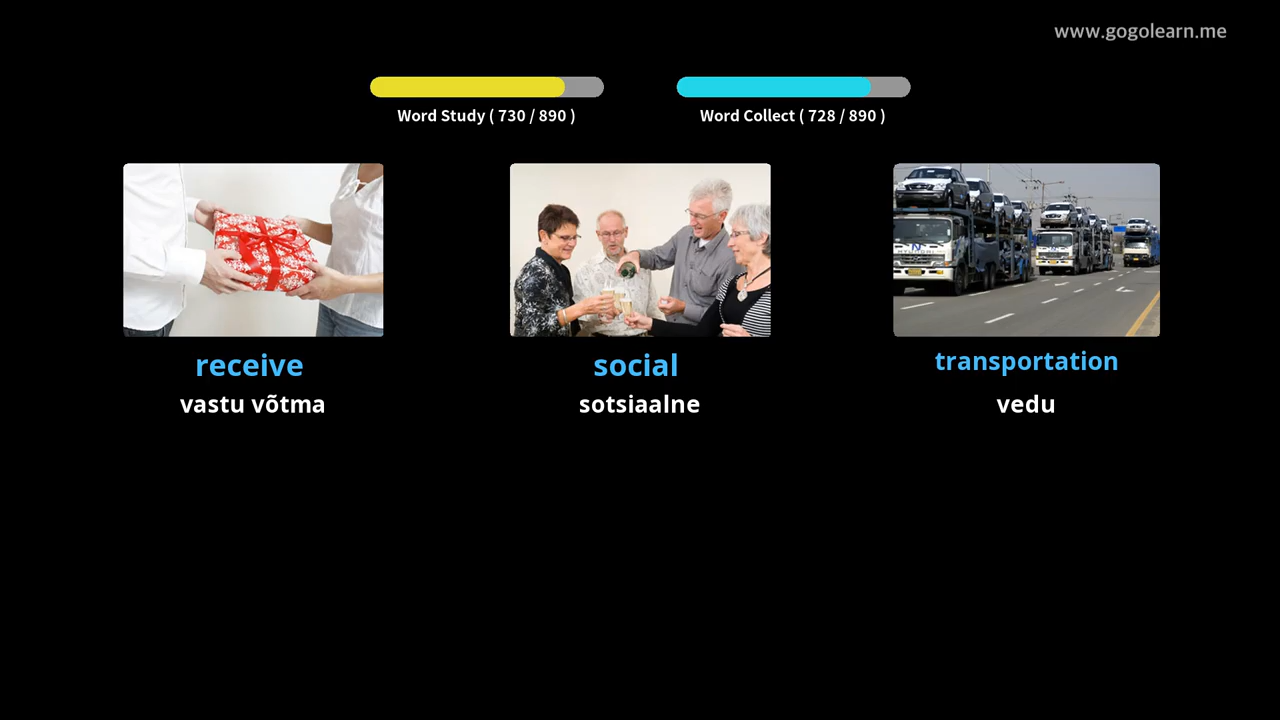 www.gogolearn.me
Word Study ( 730 / 890 )
Word Collect ( 728 / 890 )
receive
social
transportation
vastu võtma
sotsiaalne
vedu